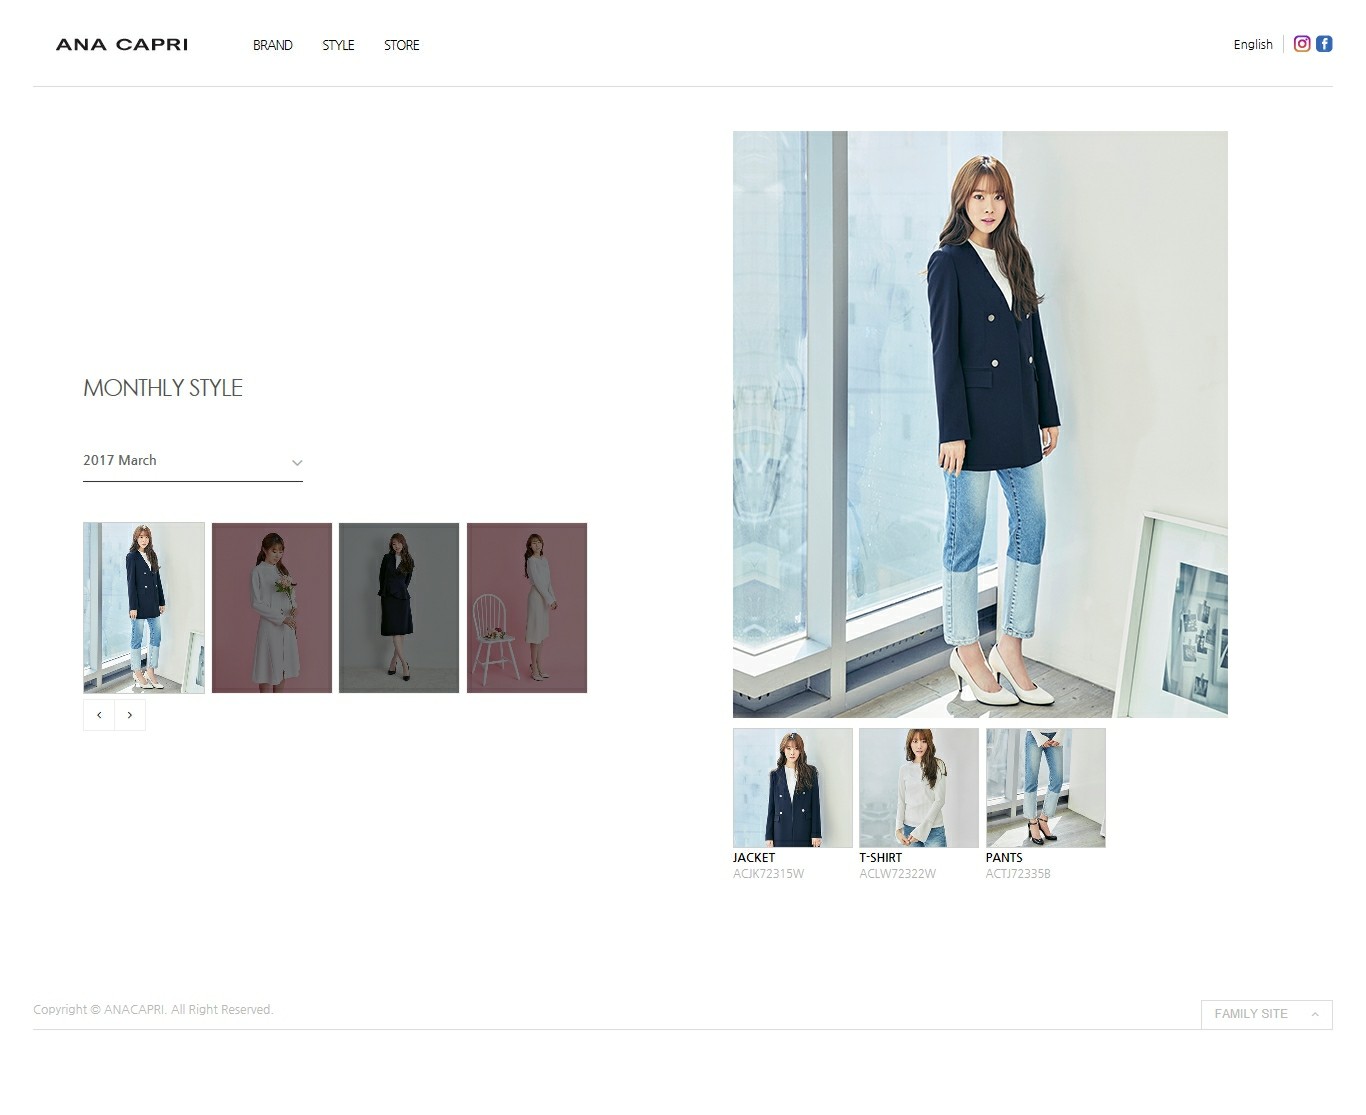 ANA CAPRI
BRAND STYLE STORE
English
MONTHLY STYLE
2017 March
JACKET
ACJK72315W
T-SHIRT
ACLW72322W
PANTS
ACTJ72335B
Copyright © ANACAPRI. All Right Reserved.
FAMILY SITE